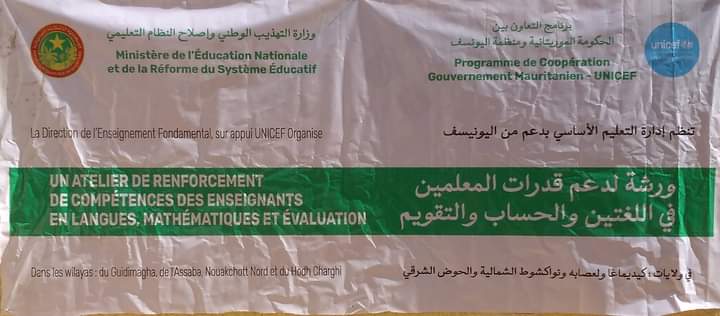 وزارة التهذيب الوطني وإصلاح النظام التعليمي
Ministère de l'Éducation Nationale
et de la Réforme du Système Éducatif
برنامج التعاون بين
الحكومة الموريتانية ومنظمة اليونسف
Programme de Coopération
Gouvernement Mauritanien - UNICEF
unicef
La Direction de l'Enseignement Fondamental, sur appui UNICEF Organise
تنظم إدارة التعليم الأساسي بدعم من اليونيسف
UN ATELIER DE RENFORCEMENT
DE COMPÉTENCES DES ENSEIGNANTS
EN LANGUES, MATHÉMATIQUES ET ÉVALUATION
ورشة لدعم قدرات المعلمين
في اللغتين والحساب والتقويم
Dans les wilayas : du Guidimagha, de l'Assaba, Nouakchott Nord et du Hodh Charghi
في ولايات : كيديماغا ولعصابه ونواكشوط الشمالية والحوض الشرقي